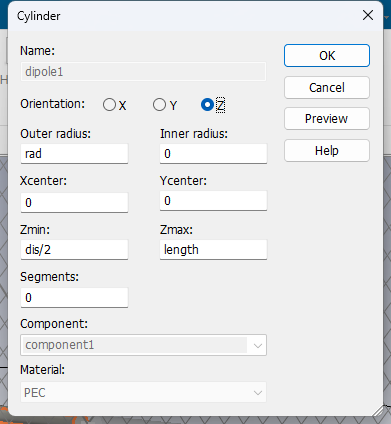 Cylinder
Name:
OK
dipole1
Cancel
Orientation: X Y Z
Preview
Outer radius: Inner radius:
rad 0
Help
Xcenter: Ycenter:
0 0
Zmin: Zmax:
dis/2 length
Segments:
0
Component:
component1
Material:
PEC
H